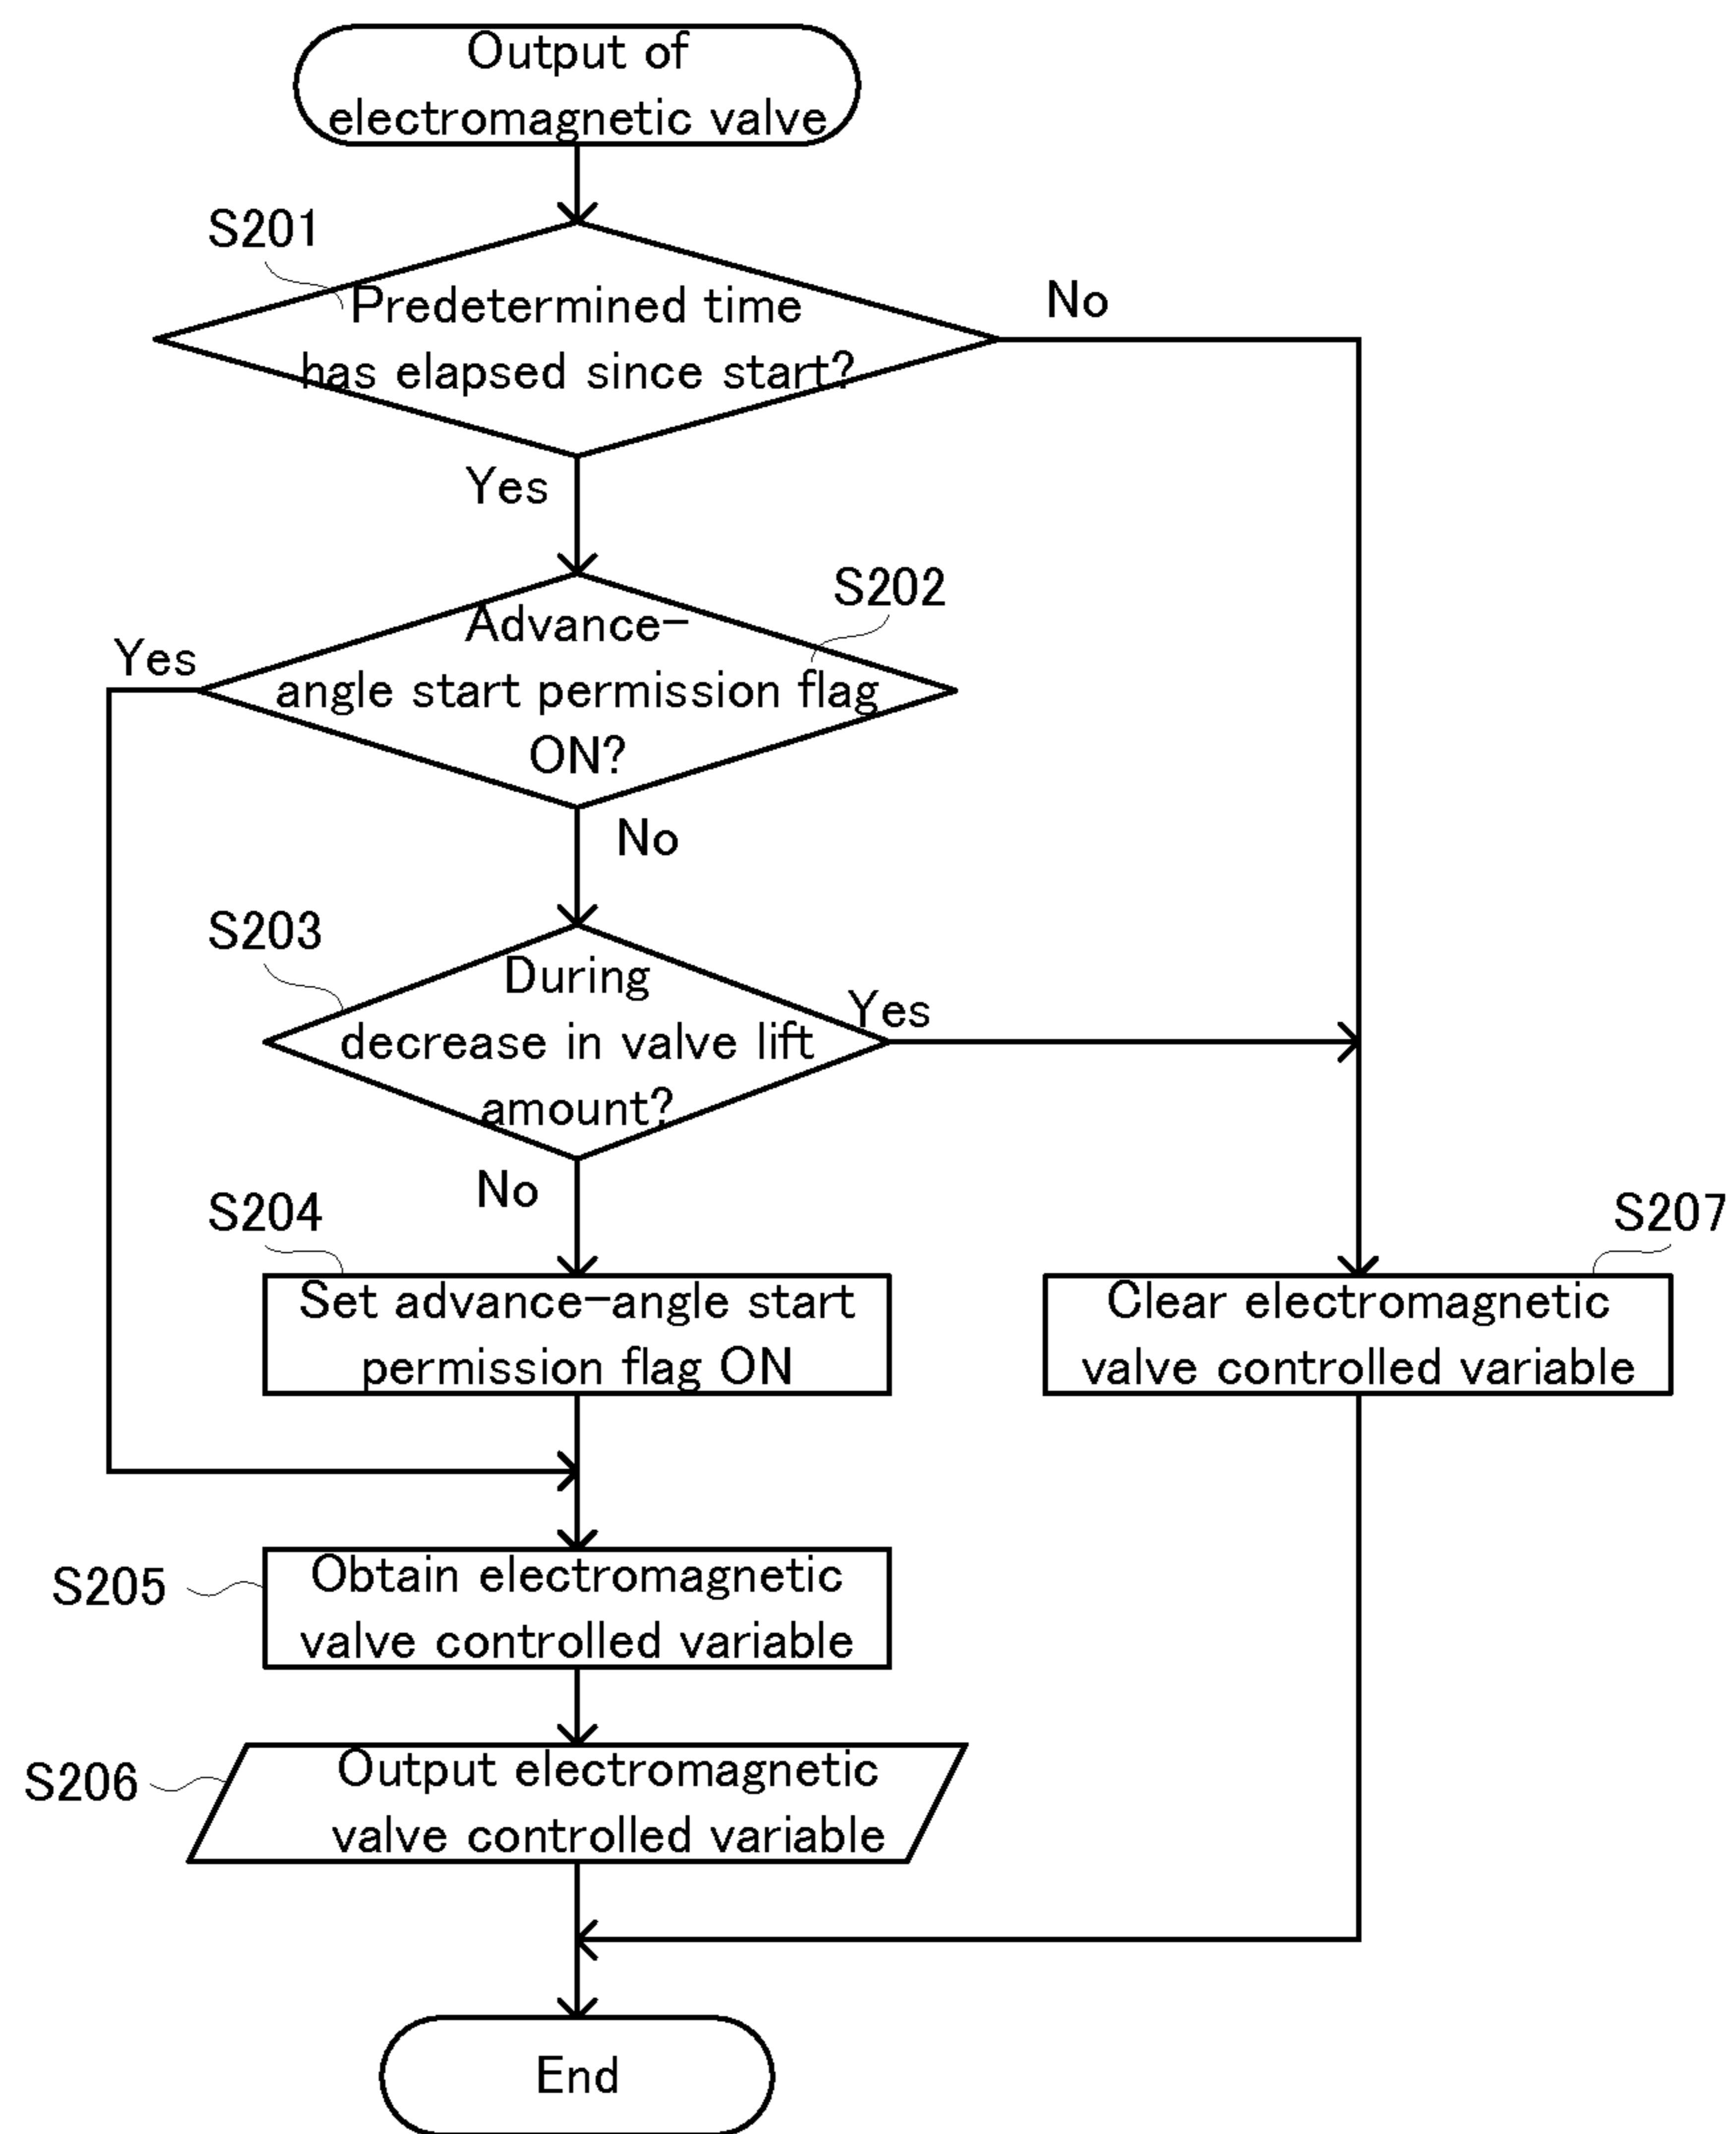 Output of
electromagnetic valve
S201
Predetermined time
has elapsed since start?
No
Yes
S202
Advance-
angle start permission flag
ON?
Yes
No
S203
During
decrease in valve lift
amount?
Yes
No
S204
Set advance-angle start
permission flag ON
S207
Clear electromagnetic
valve controlled variable
S205
Obtain electromagnetic
valve controlled variable
S206
Output electromagnetic
valve controlled variable
End